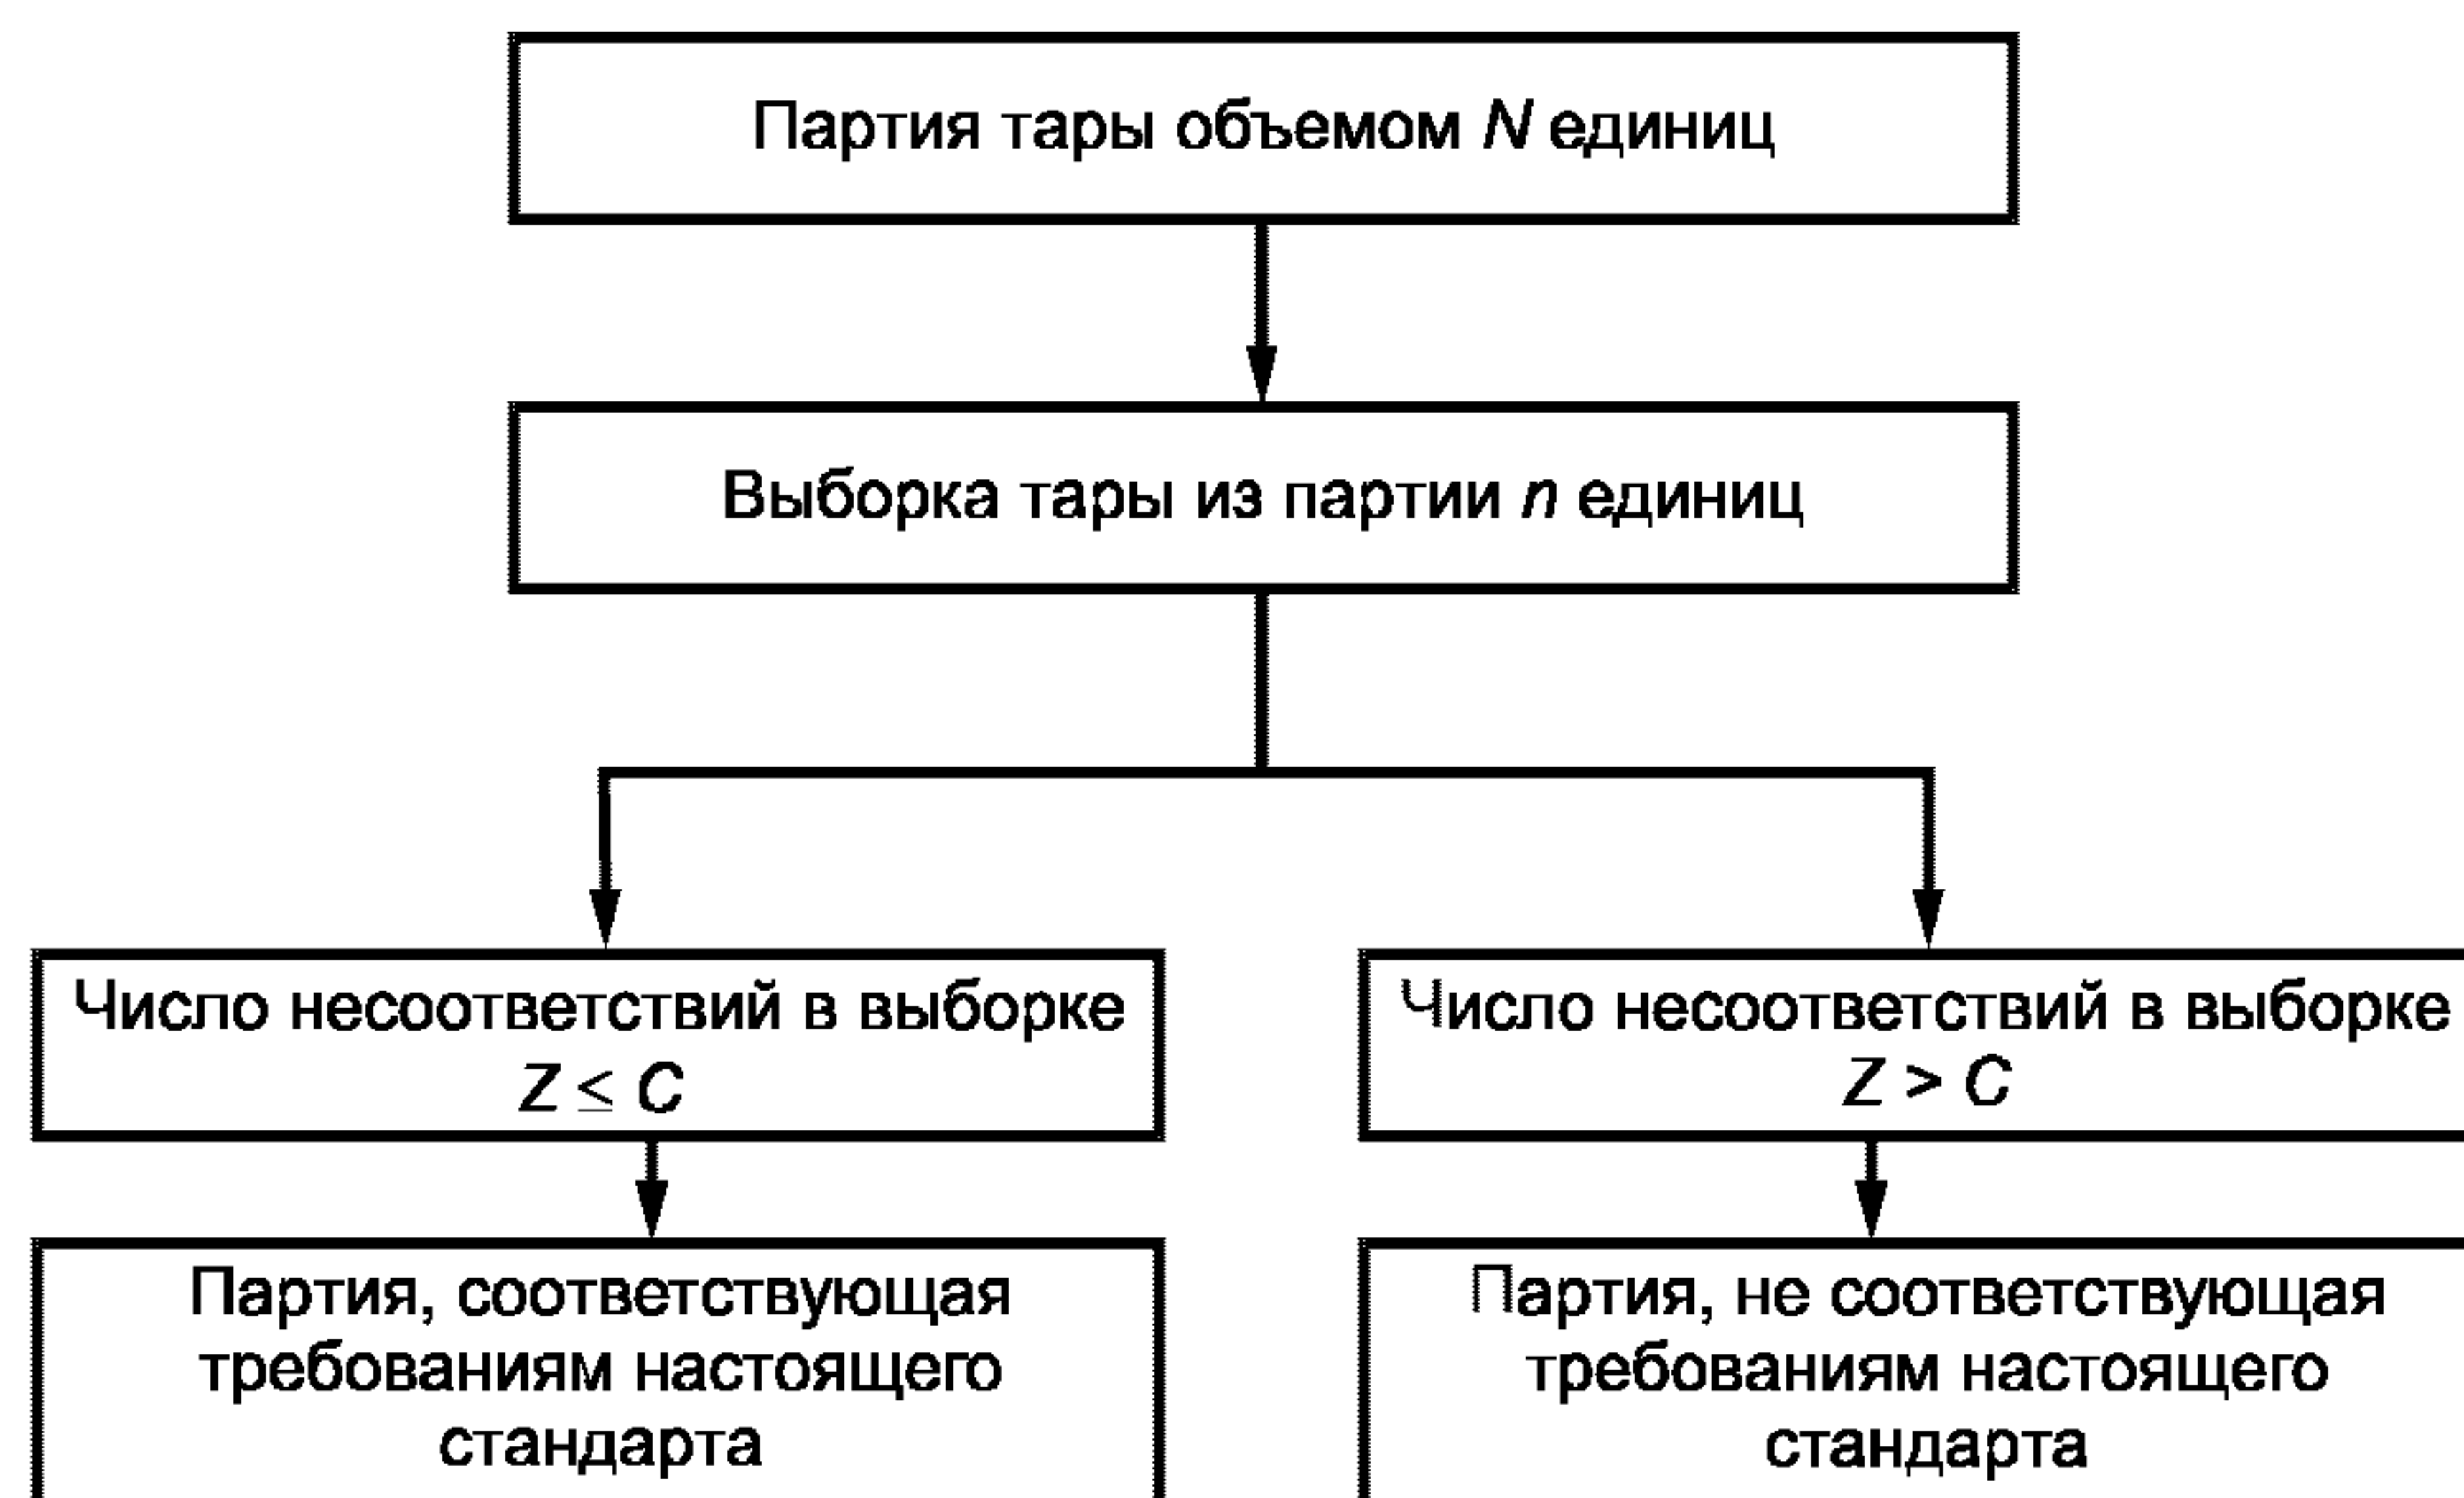 Партия тары объемом N единиц
Выборка тары из партии n единиц
Число несоответствий в выборке
Z ≤ C
Число несоответствий в выборке
Z > C
Партия, соответствующая
требованиям настоящего
стандарта
Партия, не соответствующая
требованиям настоящего
стандарта